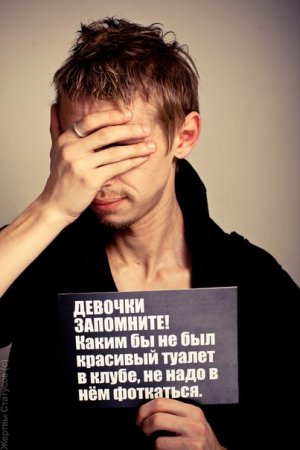 ДЕВОЧКИ
ЗАПОМНИТЕ!
Каким бы не был
красивый туалет
в клубе, не надо в
нём фоткаться.
Жертвы Статусов (c)